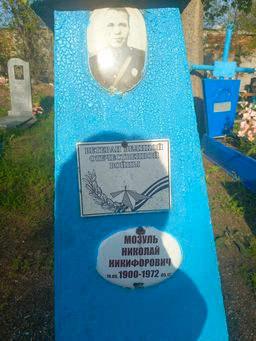 ВЕТЕРАН ВЕЛИКОЙ
ОТЕЧЕСТВЕННОЙ
ВОЙНЫ
МОЗУЛЬ
НИКОЛАЙ
НИКИФОРОВИЧ
1900-1972